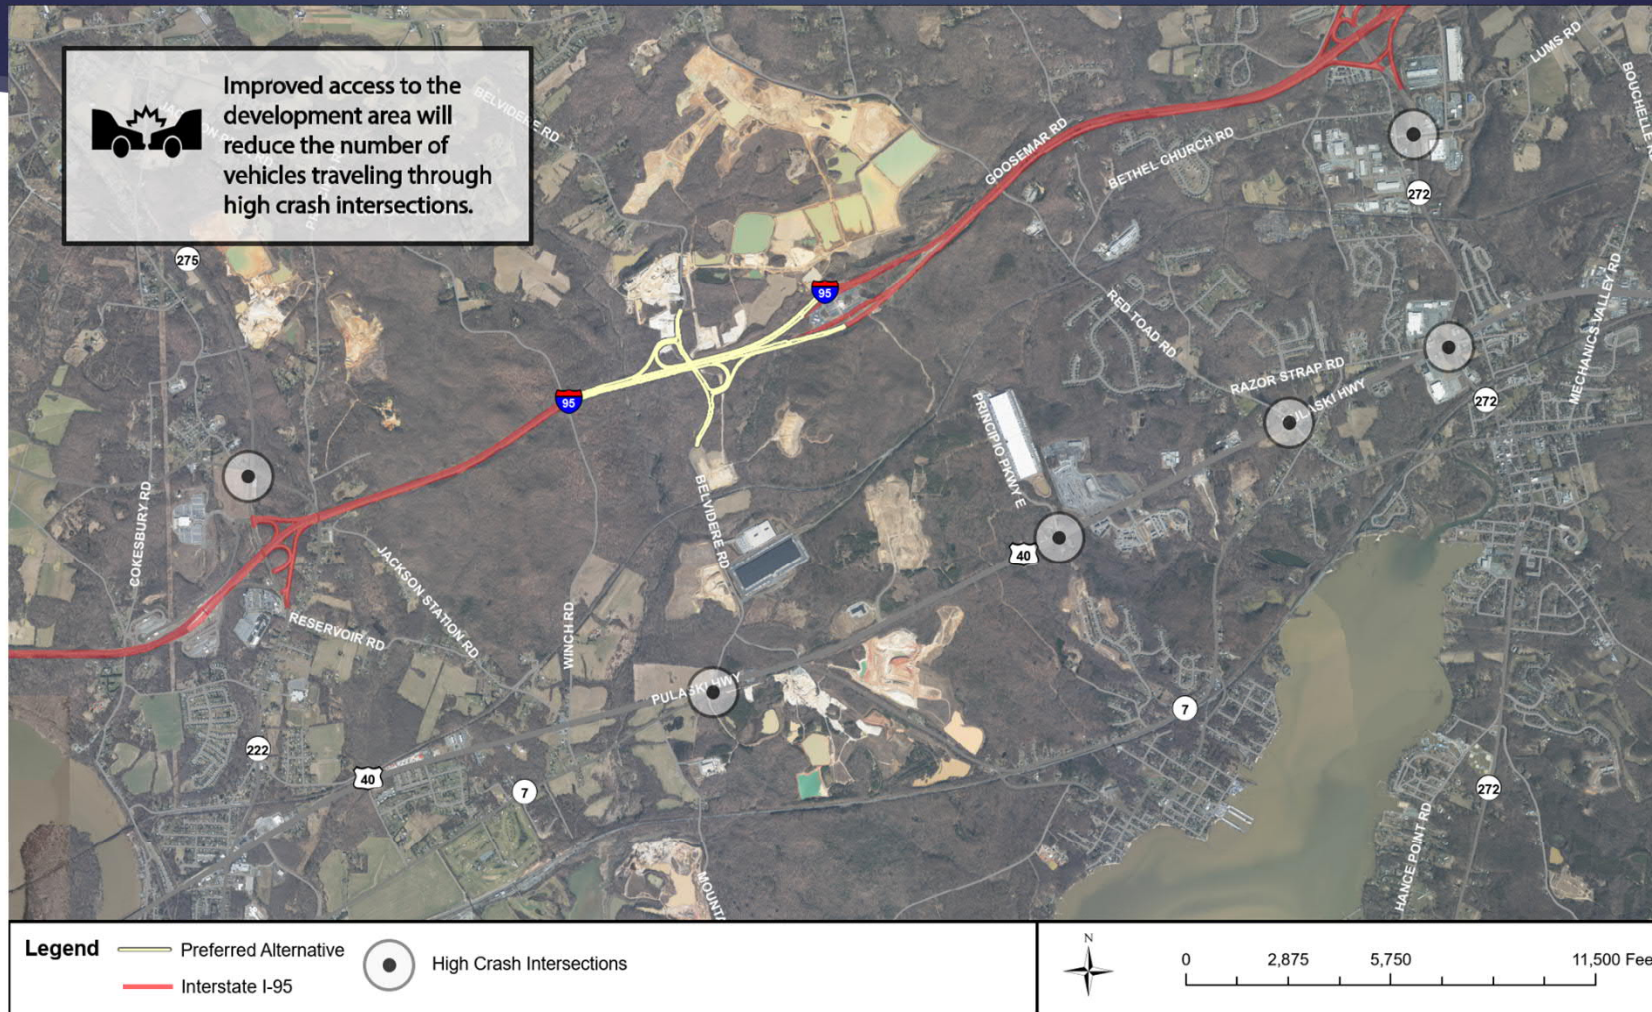 Improved access to the
development area will
reduce the number of
vehicles traveling through
high crash intersections.
BELVIDERE RD
LUMS RD
GOOSEMAR RD
BETHEL CHURCH RD
272
275
95
RED TOAD RD
MECHANICS VALLEY RD
RAZOR STRAP RD
PULASKI HWY
272
95
PRINCIPIO PKWY E
COKESBURY RD
BELVIDERE RD
40
JACKSON STATION RD
RESERVOIR RD
WINCH RD
PULASKI HWY
7
222
40
7
272
Legend
Preferred Alternative
Interstate I-95
High Crash Intersections
N
0 2,875 5,750 11,500 Fee